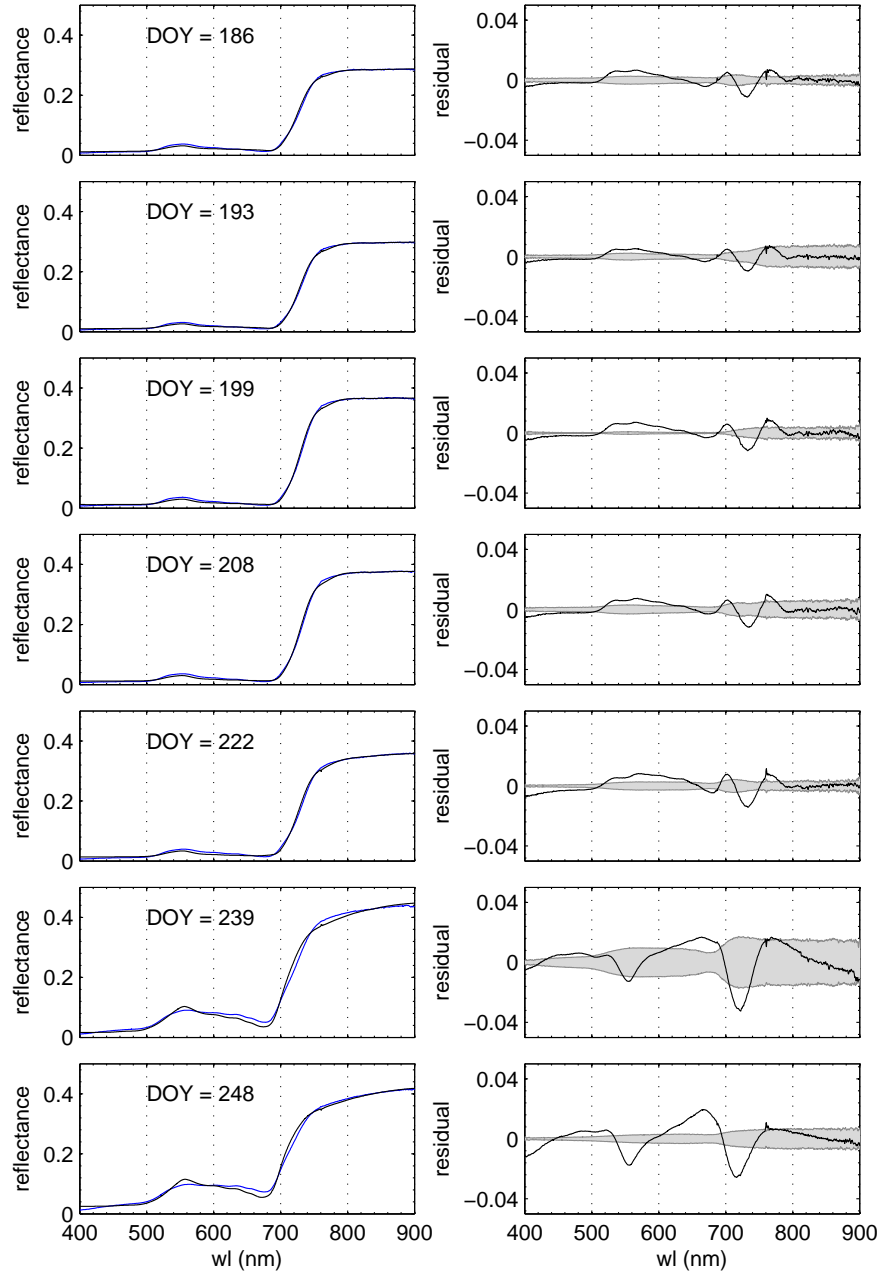 reflectance
0.4
0.2
0
DOY = 186
residual
0.04
0
−0.04
reflectance
0.4
0.2
0
DOY = 193
residual
0.04
0
−0.04
reflectance
0.4
0.2
0
DOY = 199
residual
0.04
0
−0.04
reflectance
0.4
0.2
0
DOY = 208
residual
0.04
0
−0.04
reflectance
0.4
0.2
0
DOY = 222
residual
0.04
0
−0.04
reflectance
0.4
0.2
0
DOY = 239
residual
0.04
0
−0.04
reflectance
0.4
0.2
0
DOY = 248
400 500 600 700 800 900
wl (nm)
residual
0.04
0
−0.04
400 500 600 700 800 900
wl (nm)